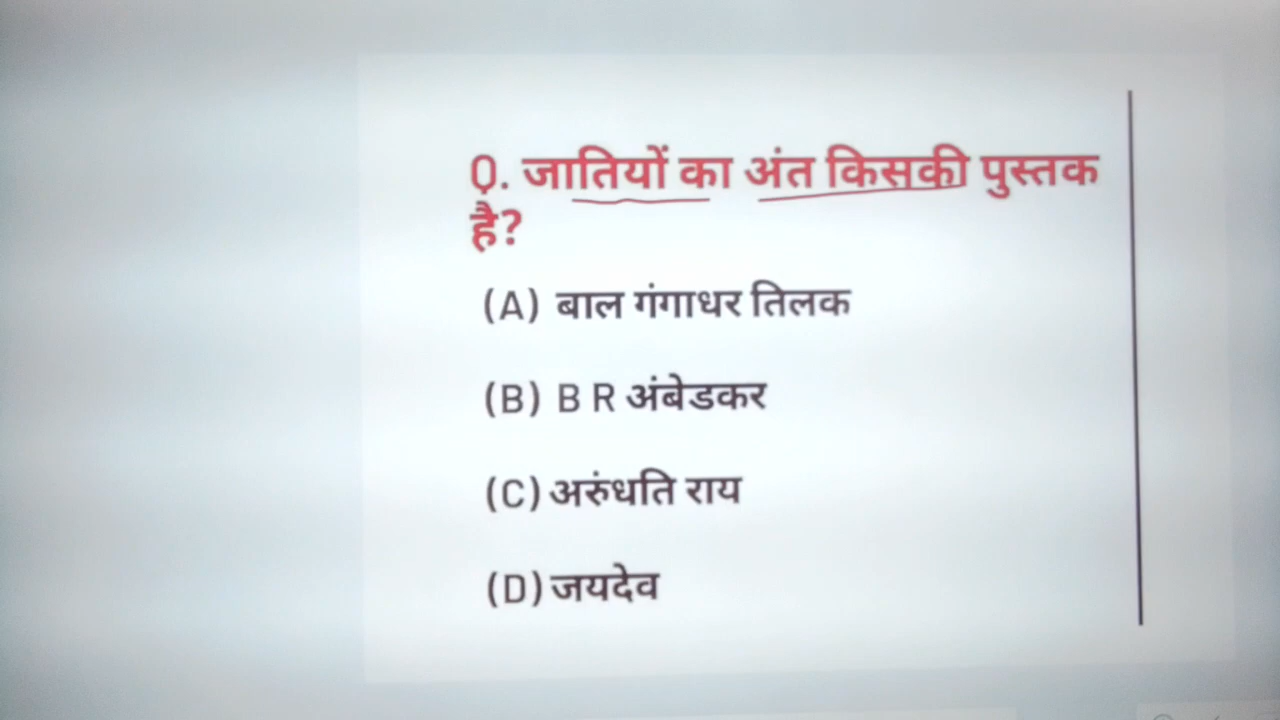 Q. जातियों का अंत किसकी पुस्तक
है?
(A) बाल गंगाधर तिलक
(B) B R अंबेडकर
(C) अरुंधति राय
(D) जयदेव